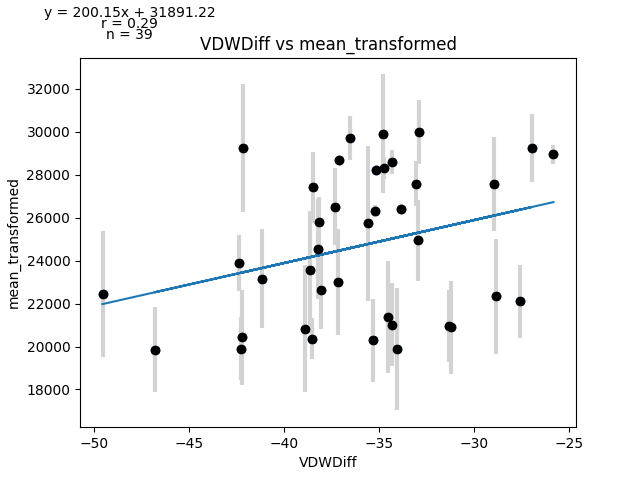 y = 200.15x + 31891.22
r = 0.29
n = 39
VDWDiff vs mean_transformed
32000
30000
28000
26000
24000
22000
20000
18000
mean_transformed
−50
−45
−40
−35
−30
−25
VDWDiff